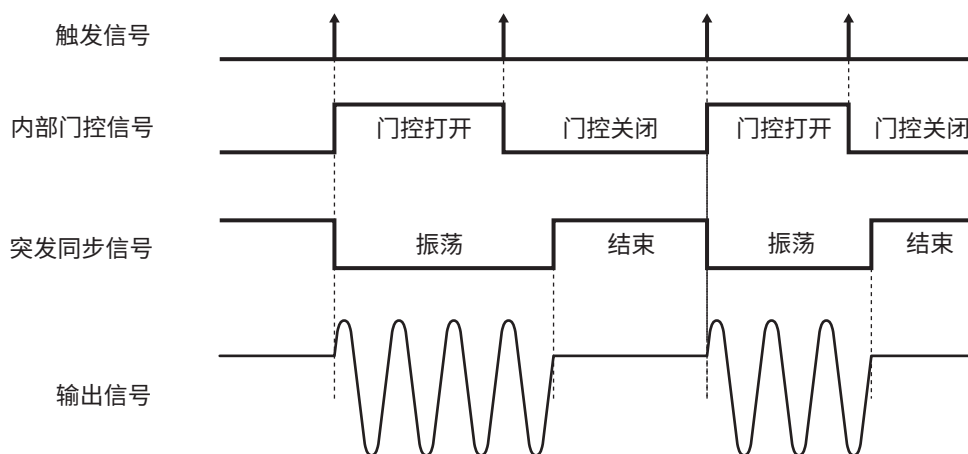 触发信号
内部门控信号
门控打开
门控关闭
门控打开
门控关闭
突发同步信号
振荡
结束
振荡
结束
输出信号